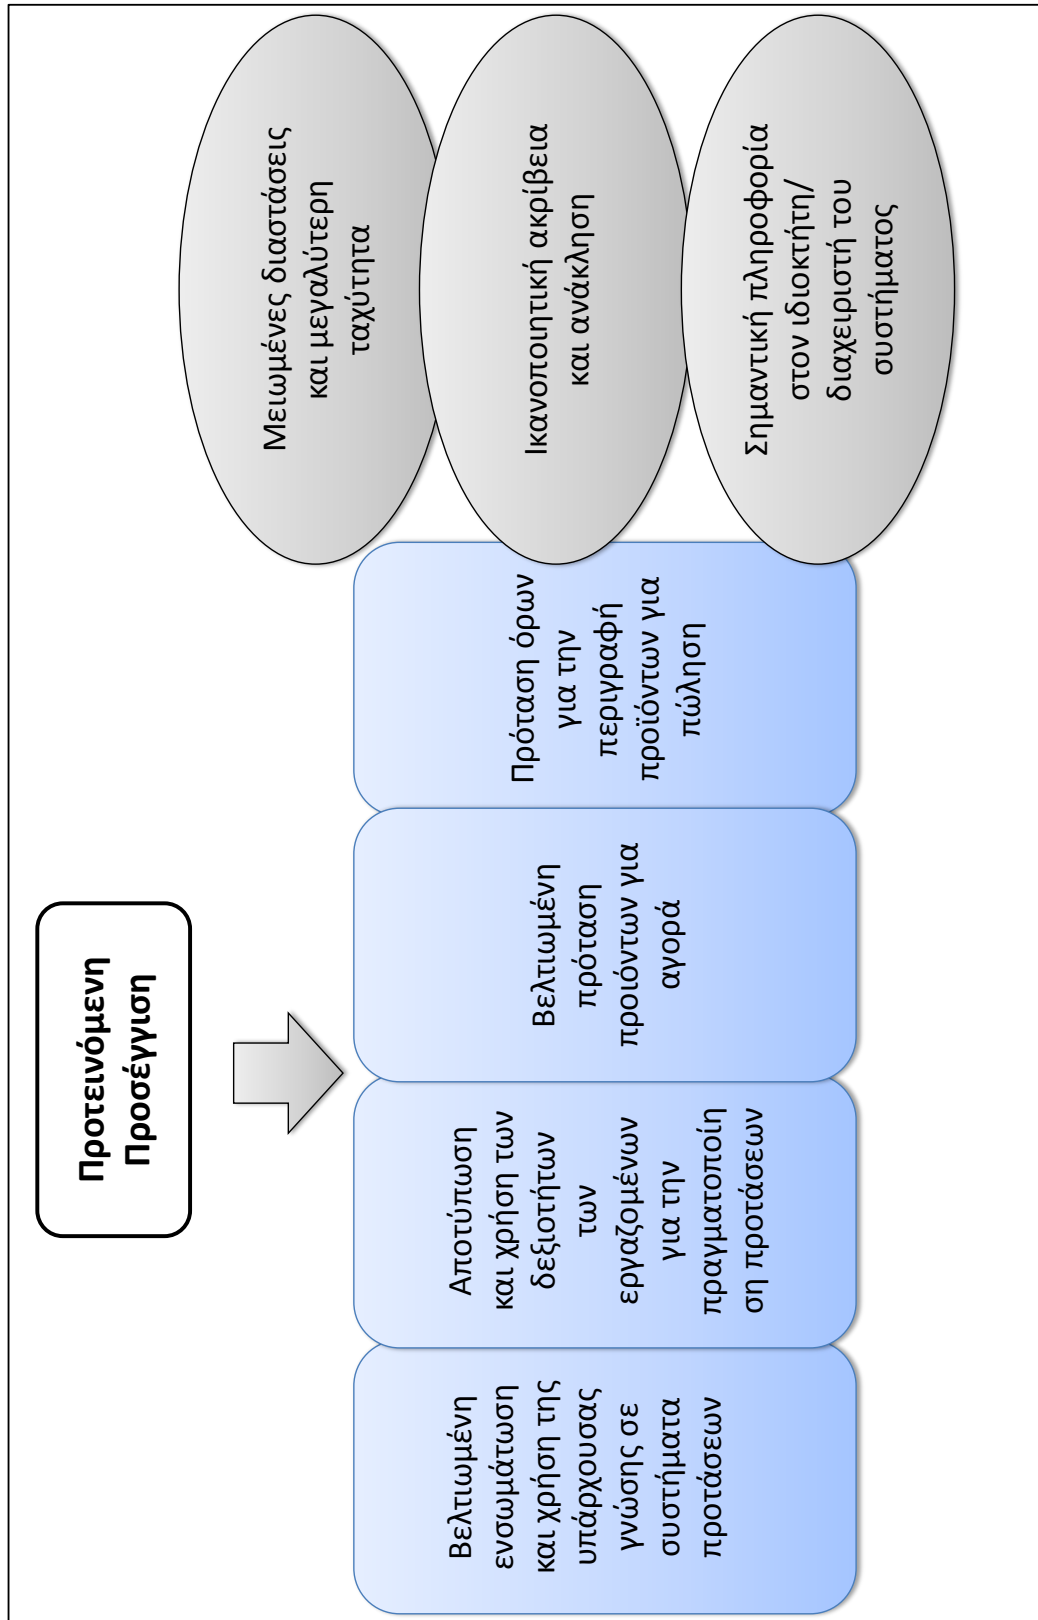 Προτεινόμενη
Προσέγγιση
Βελτιωμένη
ενσωμάτωση
και χρήση της
υπάρχουσας
γνώσης σε
συστήματα
προτάσεων
Αποτύπωση
και χρήση των
δεξιοτήτων
των
εργαζομένων
για την
πραγματοποίη
ση προτάσεων
Βελτιωμένη
πρόταση
προιόντων για
αγορά
Πρόταση όρων
για την
περιγραφή
προϊόντων για
πώληση
Μειωμένες διαστάσεις
και μεγαλύτερη
ταχύτητα
Ικανοποιητική ακρίβεια
και ανάκληση
Σημαντική πληροφορία
στον ιδιοκτήτη/
διαχειριστή του
συστήματος